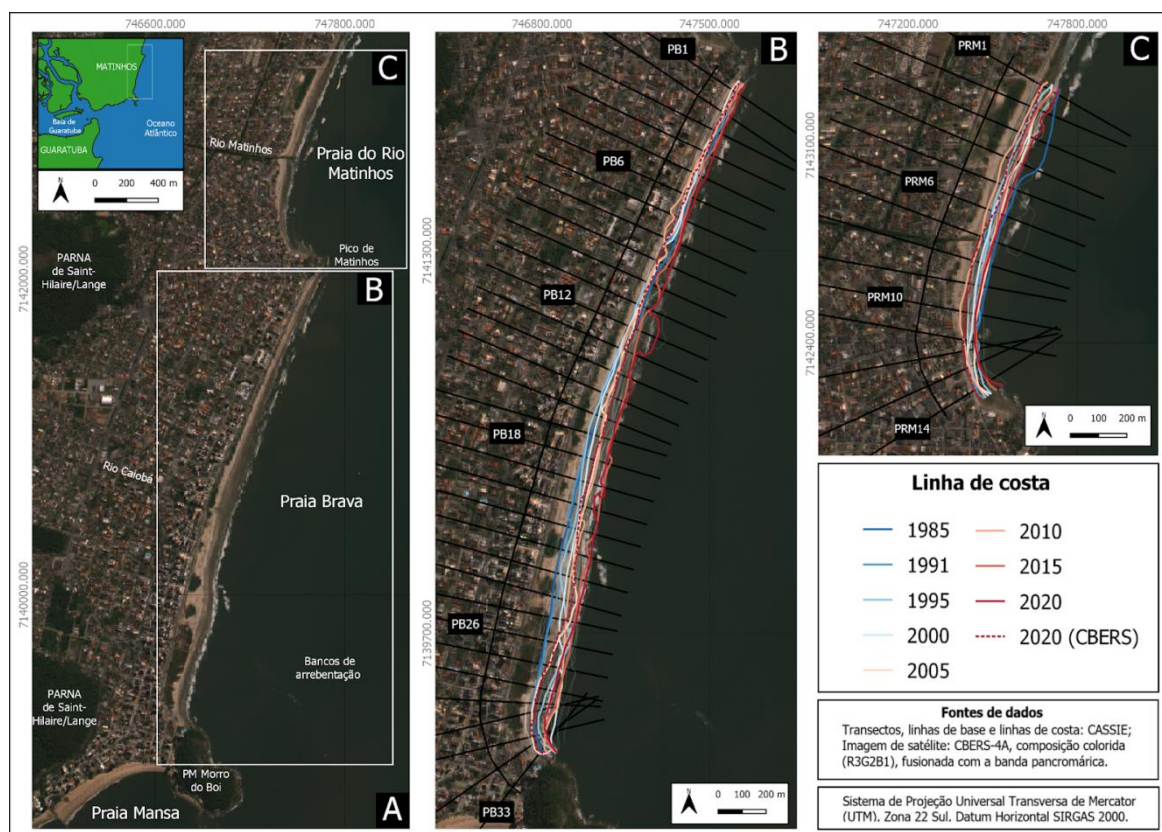 746600.000
747800.000
MATINHOS
Baía de
Guaratuba
Oceano
Atlântico
GUARATUBA
N
0 200 400 m
C
Rio Matinhos
Praia do Rio
Matinhos
Pico de
Matinhos
PARNA
de Saint-
Hilaire/Lange
B
7142000.000
Rio Caiobá
Praia Brava
7140000.000
Bancos de
arrebentação
PARNA
de Saint-
Hilaire/Lange
PM Morro
do Boi
Praia Mansa
A
746800.000
747500.000
B
PB1
PB6
7141300.000
PB12
PB18
PB26
7139700.000
PB33
N
0 100 200 m
747200.000
747800.000
C
PRM1
7143100.000
PRM6
PRM10
7142400.000
PRM14
N
0 100 200 m
Linha de costa
1985
1991
1995
2000
2005
2010
2015
2020
2020 (CBERS)
Fontes de dados
Transectos, linhas de base e linhas de costa: CASSIE;
Imagem de satélite: CBERS-4A, composição colorida
(R3G2B1), fusionada com a banda pancromárica.
Sistema de Projeção Universal Transversa de Mercator
(UTM). Zona 22 Sul. Datum Horizontal SIRGAS 2000.